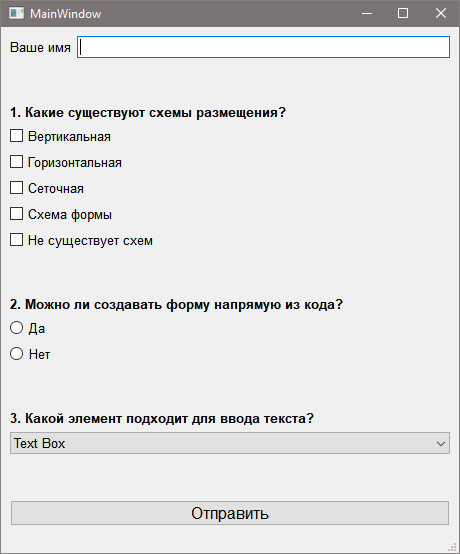 MainWindow
Ваше имя
1. Какие существуют схемы размещения?
Вертикальная
Горизонтальная
Сеточная
Схема формы
Не существует схем
2. Можно ли создавать форму напрямую из кода?
Да
Нет
3. Какой элемент подходит для ввода текста?
Text Box
Отправить